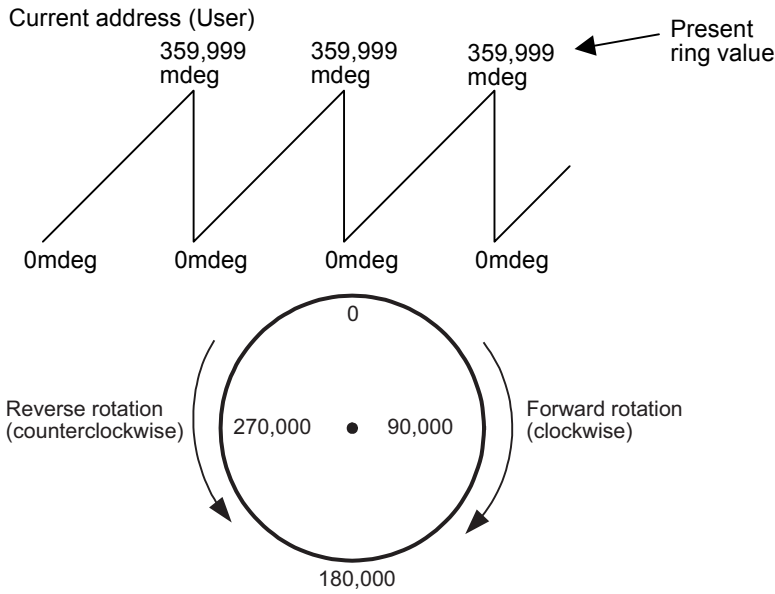 Current address (User)
359,999
mdeg
359,999
mdeg
359,999
mdeg
Present
ring value
0mdeg
0mdeg
0mdeg
0mdeg
0
Reverse rotation
(counterclockwise)
270,000
90,000
Forward rotation
(clockwise)
180,000